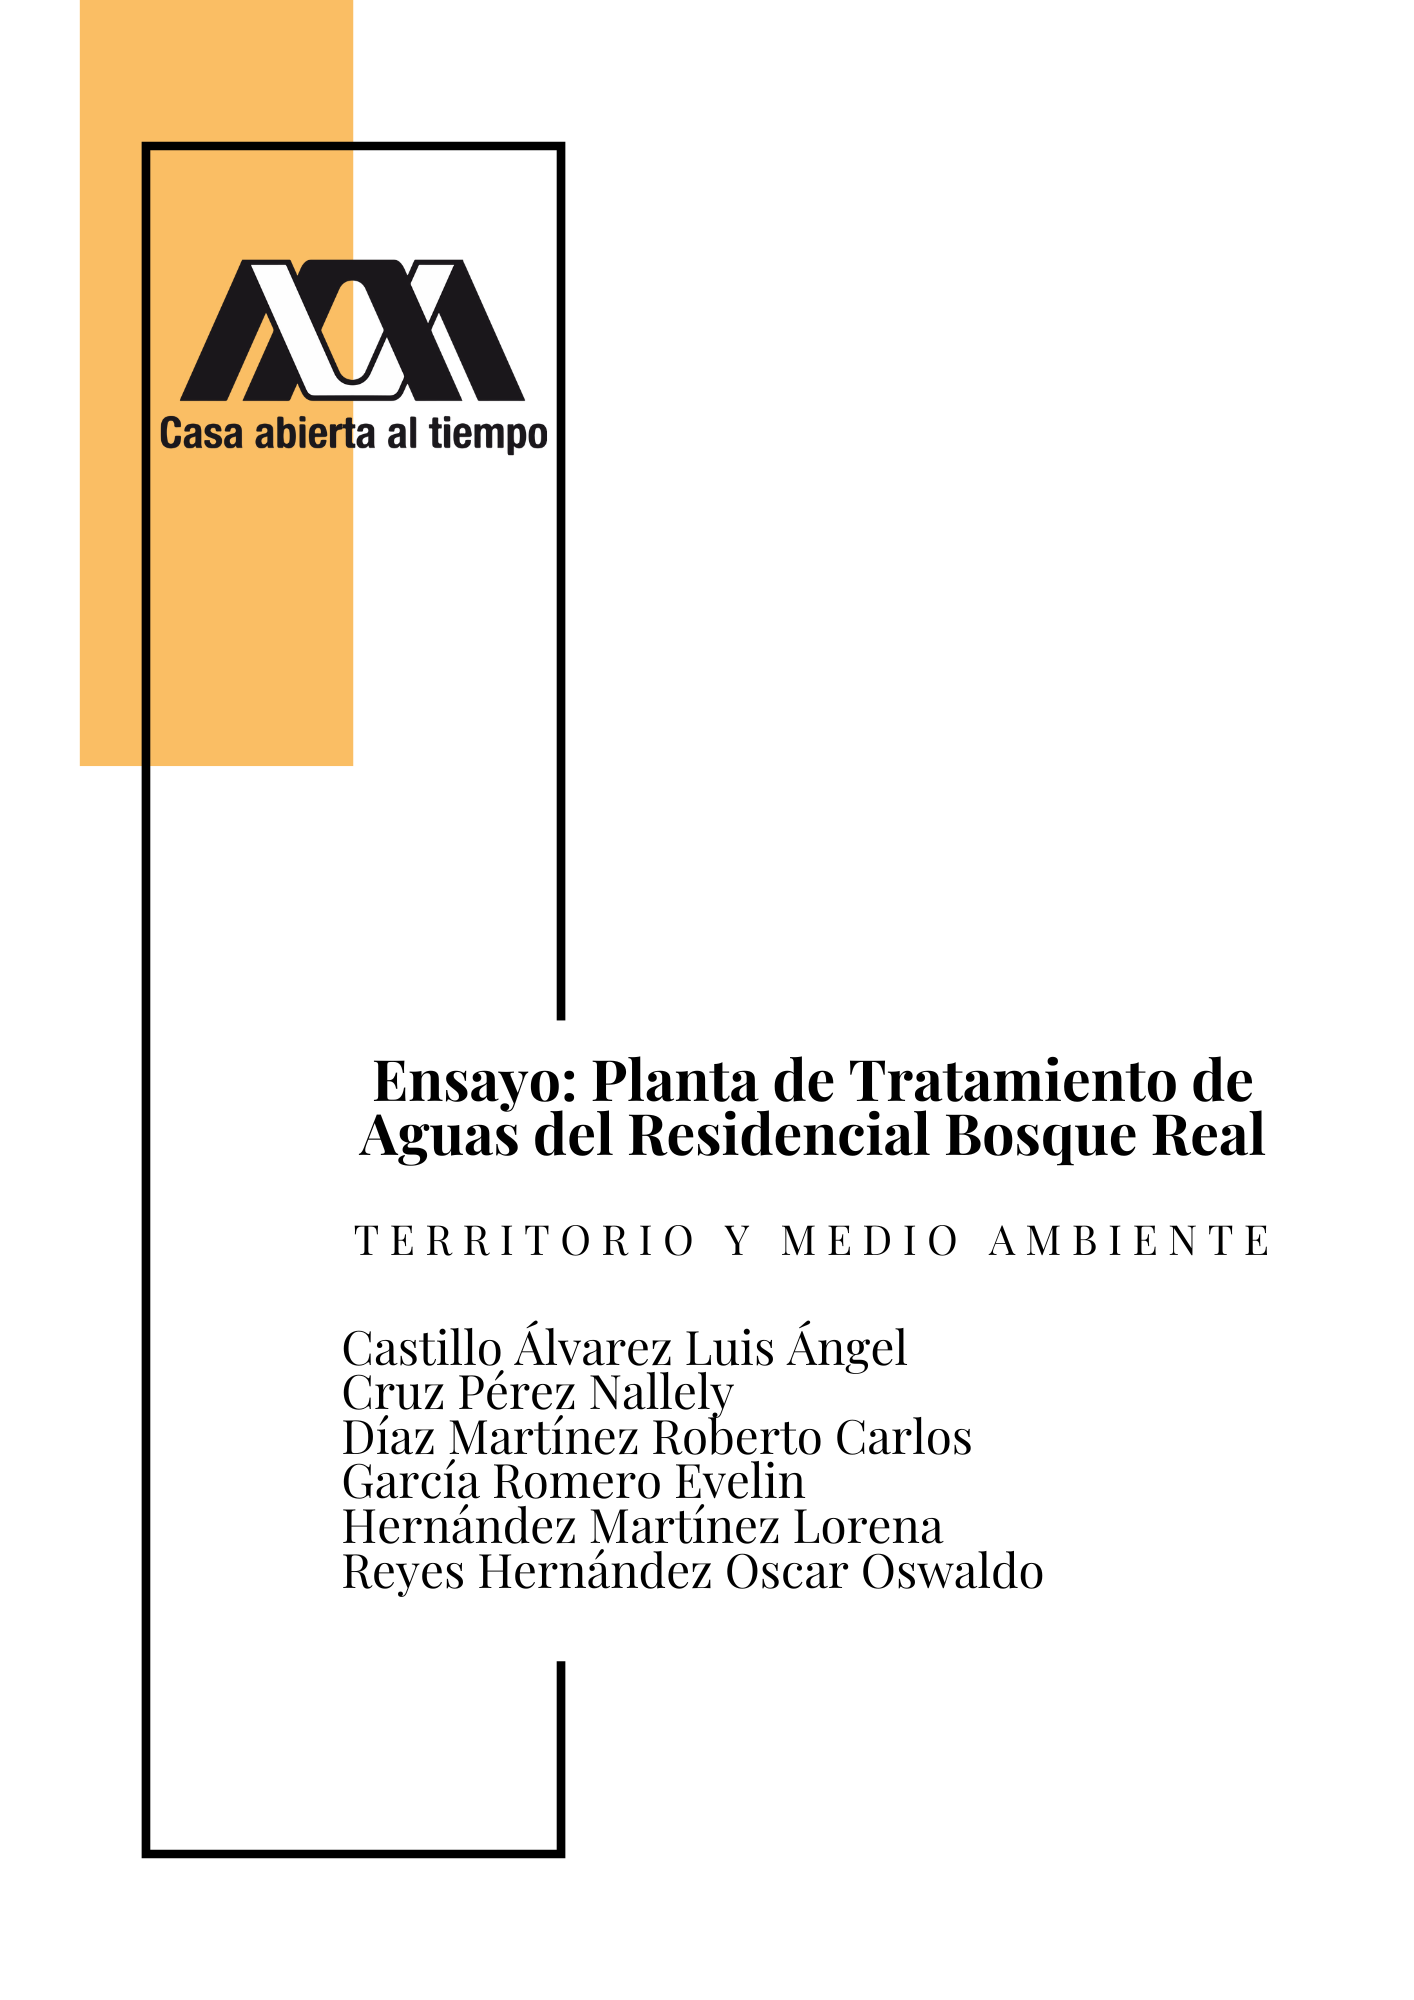 Casa abierta al tiempo
Ensayo: Planta de Tratamiento de
Aguas del Residencial Bosque Real
TERRITORIO Y MEDIO AMBIENTE
Castillo Álvarez Luis Ángel
Cruz Pérez Nallely
Díaz Martínez Roberto Carlos
García Romero Evelin
Hernández Martínez Lorena
Reyes Hernández Oscar Oswaldo